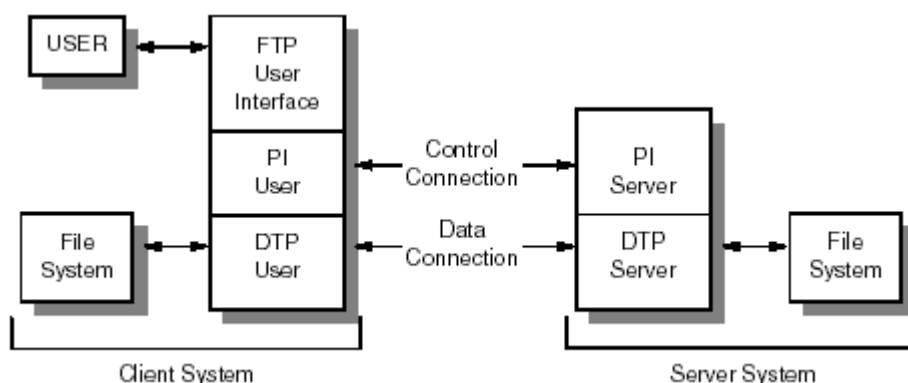 USER
FTP
User
Interface
PI
User
DTP
User
File
System
Control
Connection
Data
Connection
PI
Server
DTP
Server
File
System
Client System
Server System